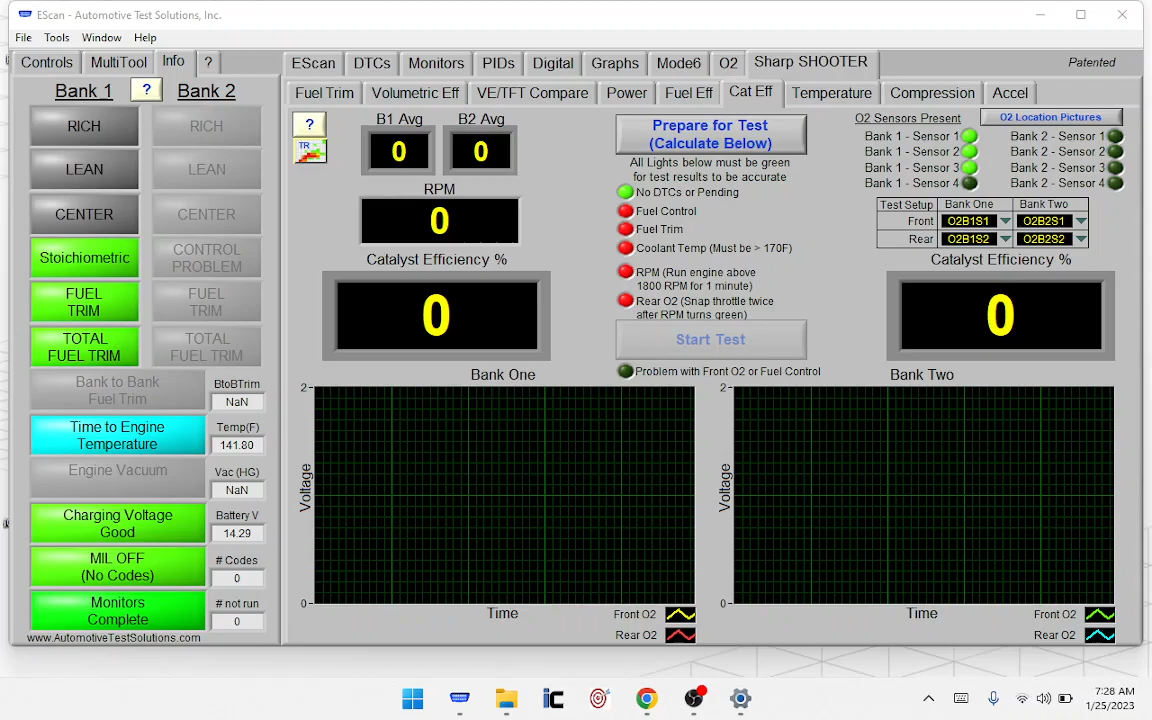 EScan - Automotive Test Solutions, Inc.
File Tools Window Help
Controls MultiTool Info ?
Bank 1 ? Bank 2
RICH RICH
LEAN LEAN
CENTER CENTER
Stoichiometric CONTROL
PROBLEM
FUEL
TRIM
FUEL
TRIM
TOTAL
FUEL TRIM
TOTAL
FUEL TRIM
Bank to Bank
Fuel Trim
BtoBTrim
NaN
Time to Engine
Temperature
Temp(F)
141.80
Engine Vacuum
Vac (HG)
NaN
Charging Voltage
Good
Battery V
14.29
MIL OFF
(No Codes)
# Codes
0
Monitors
Complete
# not run
0
www.AutomotiveTestSolutions.com
EScan DTCs Monitors PIDs Digital Graphs Mode6 O2 Sharp SHOOTER
Patented
Fuel Trim Volumetric Eff VE/TFT Compare Power Fuel Eff Cat Eff Temperature Compression Accel
?
TR
B1 Avg B2 Avg
0 0
RPM
0
Catalyst Efficiency %
0
Prepare for Test
(Calculate Below)
All Lights below must be green
for test results to be accurate
No DTCs or Pending
Fuel Control
Fuel Trim
Coolant Temp (Must be > 170F)
RPM (Run engine above
1800 RPM for 1 minute)
Rear O2 (Snap throttle twice
after RPM turns green)
Start Test
Problem with Front O2 or Fuel Control
O2 Sensors Present O2 Location Pictures
Bank 1 - Sensor 1 Bank 2 - Sensor 1
Bank 1 - Sensor 2 Bank 2 - Sensor 2
Bank 1 - Sensor 3 Bank 2 - Sensor 3
Bank 1 - Sensor 4 Bank 2 - Sensor 4
Test Setup Bank One Bank Two
Front O2B1S1 O2B2S1
Rear O2B1S2 O2B2S2
Catalyst Efficiency %
0
Bank One
2
Voltage
0
Time
Front O2
Rear O2
Bank Two
2
Voltage
0
Time
Front O2
Rear O2
IC
7:28 AM
1/25/2023